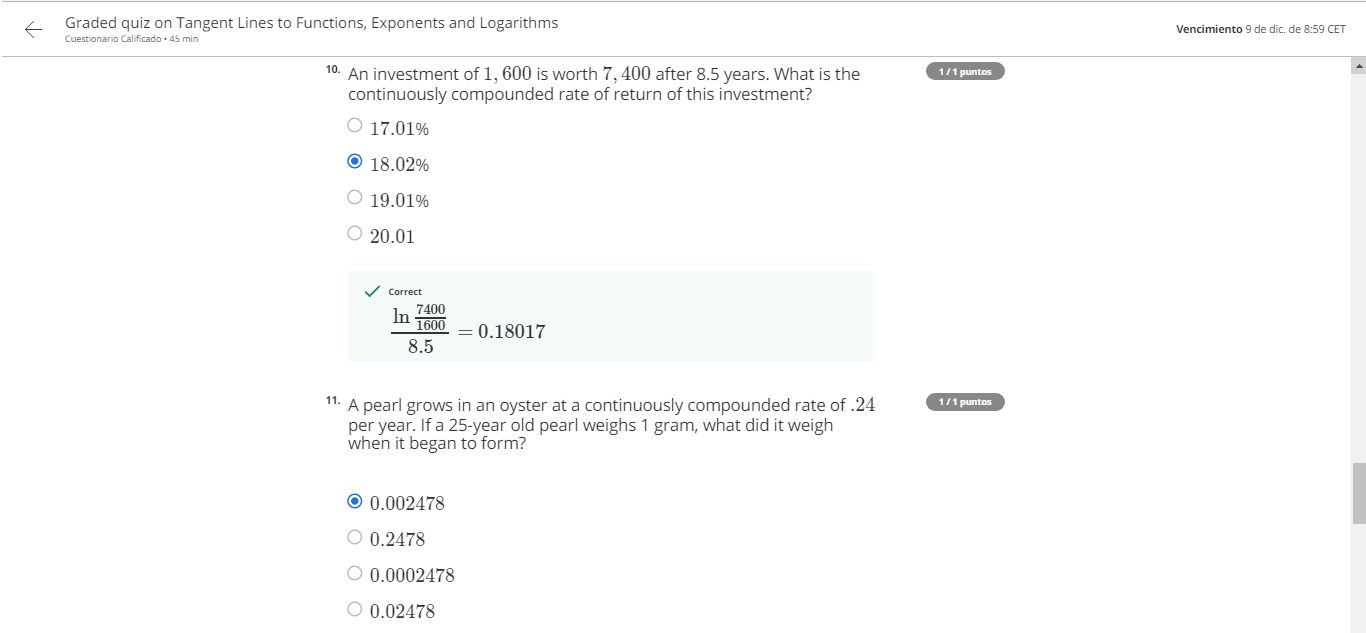 Graded quiz on Tangent Lines to Functions, Exponents and Logarithms
Cuestionario Calificado • 45 min
Vencimiento 9 de dic. de 8:59 CET
10. An investment of 1,600 is worth 7,400 after 8.5 years. What is the
continuously compounded rate of return of this investment?
1 / 1 puntos
17.01%
18.02%
19.01%
20.01
Correct
ln 7400/1600 / 8.5 = 0.18017
11. A pearl grows in an oyster at a continuously compounded rate of .24
per year. If a 25-year old pearl weighs 1 gram, what did it weigh
when it began to form?
1 / 1 puntos
0.002478
0.2478
0.0002478
0.02478